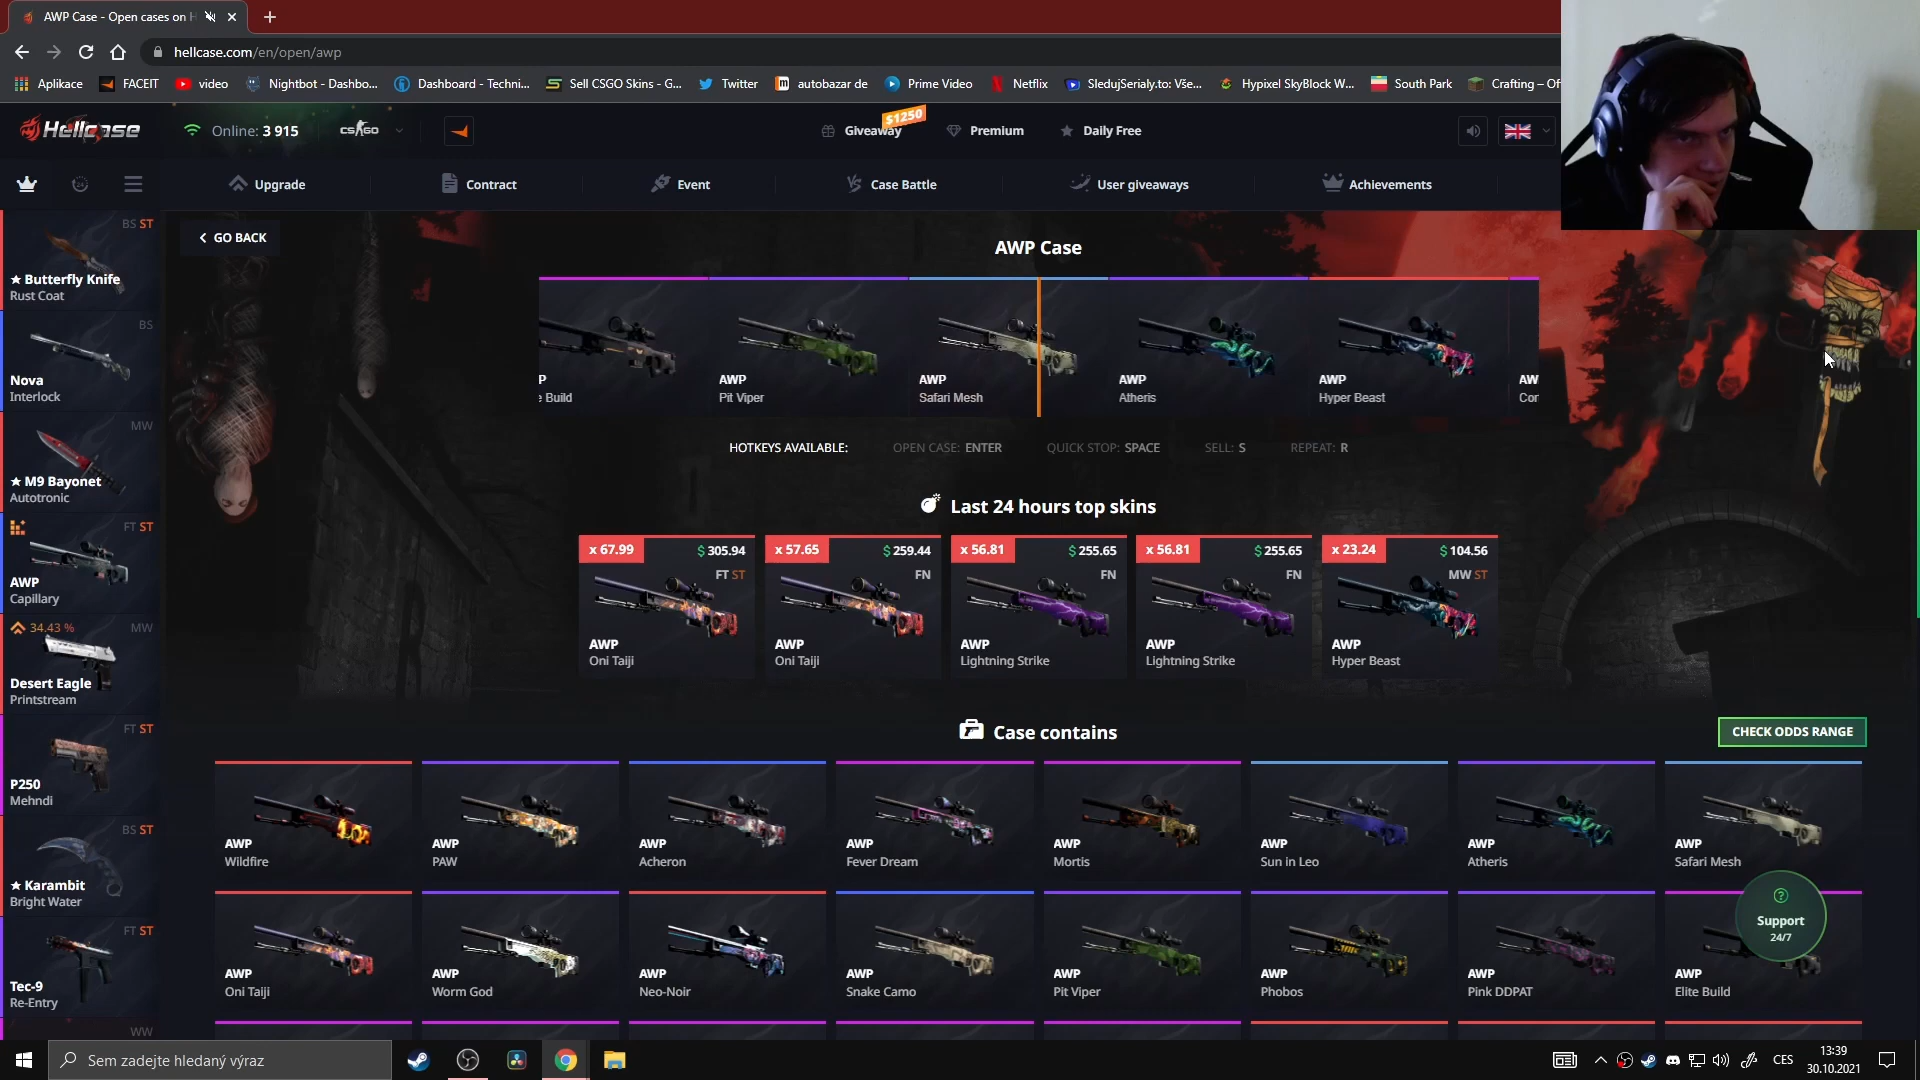 AWP Case - Open cases on H
hellcase.com/en/open/awp
Aplikace
FACEIT
video
Nightbot - Dashbo...
Dashboard - Techni...
Sell CSGO Skins - G...
Twitter
autobazar de
Prime Video
Netflix
SledujSerialy.to: Vše...
Hypixel SkyBlock W...
South Park
Crafting – Of
Hellcase
Online: 3 915
CS:GO
Giveaway
$1250
Premium
Daily Free
Upgrade
Contract
Event
Case Battle
User giveaways
Achievements
BS ST
★ Butterfly Knife
Rust Coat
BS
Nova
Interlock
MW
★ M9 Bayonet
Autotronic
FT ST
AWP
Capillary
34.43 %
MW
Desert Eagle
Printstream
FT ST
P250
Mehndi
BS ST
★ Karambit
Bright Water
FT ST
Tec-9
Re-Entry
WW
GO BACK
AWP Case
P
e Build
AWP
Pit Viper
AWP
Safari Mesh
AWP
Atheris
AWP
Hyper Beast
AW
Cor
HOTKEYS AVAILABLE:
OPEN CASE: ENTER
QUICK STOP: SPACE
SELL: S
REPEAT: R
Last 24 hours top skins
x 67.99
$ 305.94
FT ST
AWP
Oni Taiji
x 57.65
$ 259.44
FN
AWP
Oni Taiji
x 56.81
$ 255.65
FN
AWP
Lightning Strike
x 56.81
$ 255.65
FN
AWP
Lightning Strike
x 23.24
$ 104.56
MW ST
AWP
Hyper Beast
Case contains
CHECK ODDS RANGE
AWP
Wildfire
AWP
PAW
AWP
Acheron
AWP
Fever Dream
AWP
Mortis
AWP
Sun in Leo
AWP
Atheris
AWP
Safari Mesh
AWP
Oni Taiji
AWP
Worm God
AWP
Neo-Noir
AWP
Snake Camo
AWP
Pit Viper
AWP
Phobos
AWP
Pink DDPAT
AWP
Elite Build
Support
24/7
Sem zadejte hledaný výraz
CES
13:39
30.10.2021